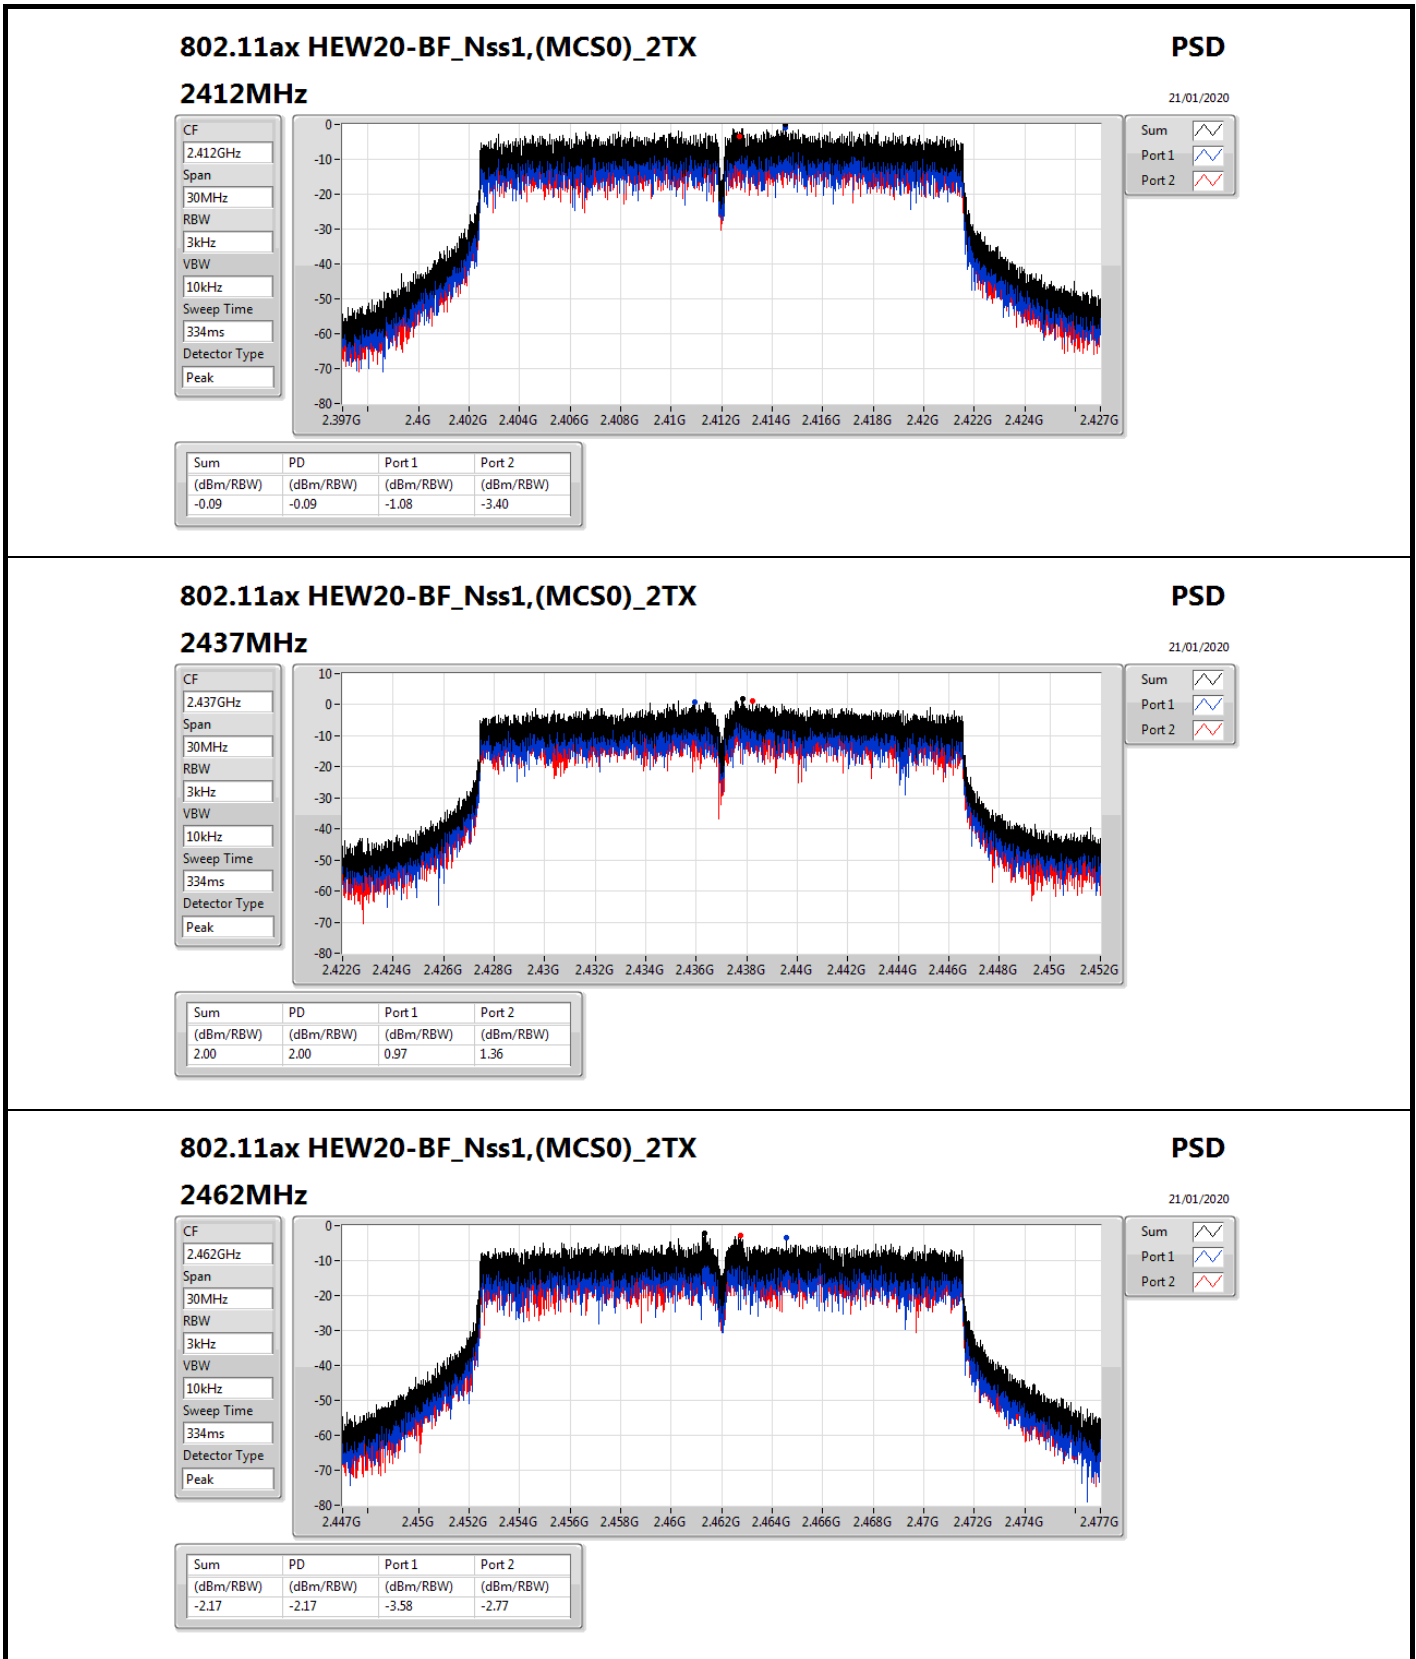 802.11ax HEW20-BF_Nss1,(MCS0)_2TX PSD
2412MHz 21/01/2020
CF
2.412GHz
Span
30MHz
RBW
3kHz
VBW
10kHz
Sweep Time
334ms
Detector Type
Peak
0
-10
-20
-30
-40
-50
-60
-70
-80
2.397G 2.4G 2.402G 2.404G 2.406G 2.408G 2.41G 2.412G 2.414G 2.416G 2.418G 2.42G 2.422G 2.424G 2.427G
Sum
Port 1
Port 2
Sum PD Port 1 Port 2
(dBm/RBW) (dBm/RBW) (dBm/RBW) (dBm/RBW)
-0.09 -0.09 -1.08 -3.40
802.11ax HEW20-BF_Nss1,(MCS0)_2TX PSD
2437MHz 21/01/2020
CF
2.437GHz
Span
30MHz
RBW
3kHz
VBW
10kHz
Sweep Time
334ms
Detector Type
Peak
10
0
-10
-20
-30
-40
-50
-60
-70
-80
2.422G 2.424G 2.426G 2.428G 2.43G 2.432G 2.434G 2.436G 2.438G 2.44G 2.442G 2.444G 2.446G 2.448G 2.45G 2.452G
Sum
Port 1
Port 2
Sum PD Port 1 Port 2
(dBm/RBW) (dBm/RBW) (dBm/RBW) (dBm/RBW)
2.00 2.00 0.97 1.36
802.11ax HEW20-BF_Nss1,(MCS0)_2TX PSD
2462MHz 21/01/2020
CF
2.462GHz
Span
30MHz
RBW
3kHz
VBW
10kHz
Sweep Time
334ms
Detector Type
Peak
0
-10
-20
-30
-40
-50
-60
-70
-80
2.447G 2.45G 2.452G 2.454G 2.456G 2.458G 2.46G 2.462G 2.464G 2.466G 2.468G 2.47G 2.472G 2.474G 2.477G
Sum
Port 1
Port 2
Sum PD Port 1 Port 2
(dBm/RBW) (dBm/RBW) (dBm/RBW) (dBm/RBW)
-2.17 -2.17 -3.58 -2.77